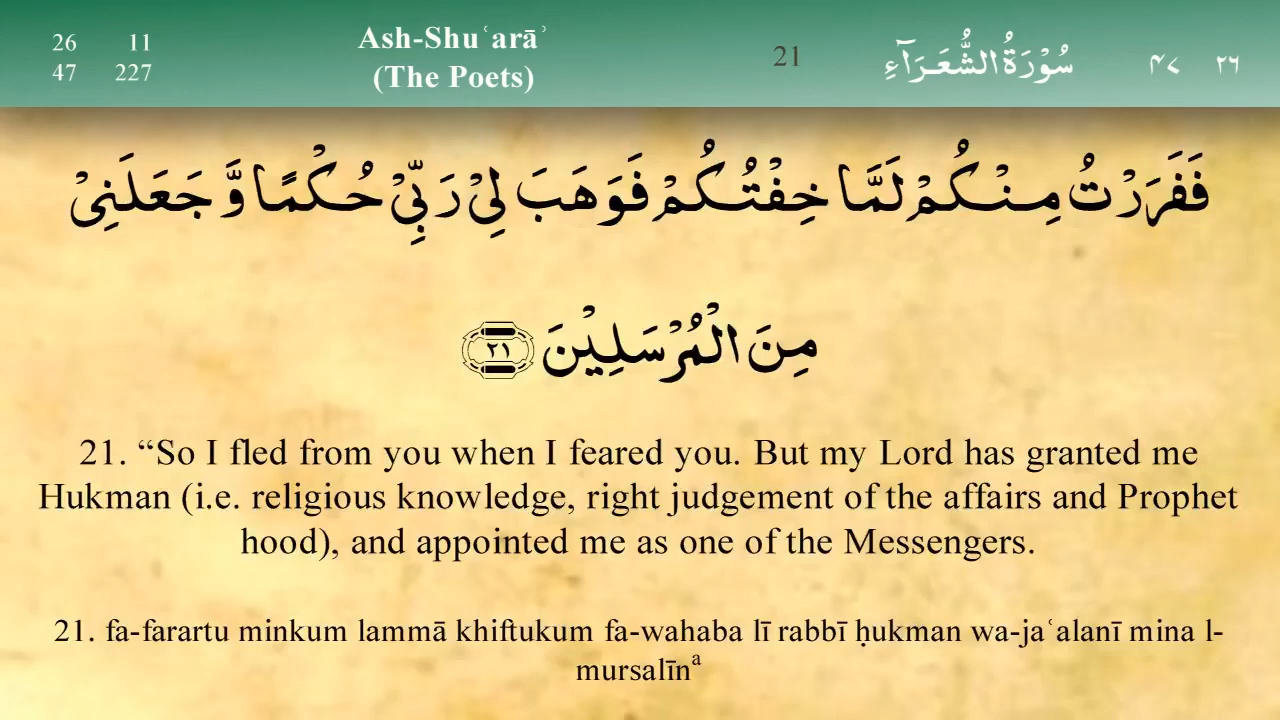 26 11
47 227
Ash-Shuʿarāʾ
(The Poets)
21
سُوْرَةُ الشُّعَرَآءِ
٤٧ ٢٦
فَفَرَرْتُ مِنْكُمْ لَمَّا خِفْتُكُمْ فَوَهَبَ لِيْ رَبِّيْ حُكْمًا وَّ جَعَلَنِيْ
مِنَ الْمُرْسَلِيْنَ ٢١
21. “So I fled from you when I feared you. But my Lord has granted me
Hukman (i.e. religious knowledge, right judgement of the affairs and Prophet
hood), and appointed me as one of the Messengers.
21. fa-farartu minkum lammā khiftukum fa-wahaba lī rabbī ḥukman wa-jaʿalanī mina l-
mursalīnᵃ